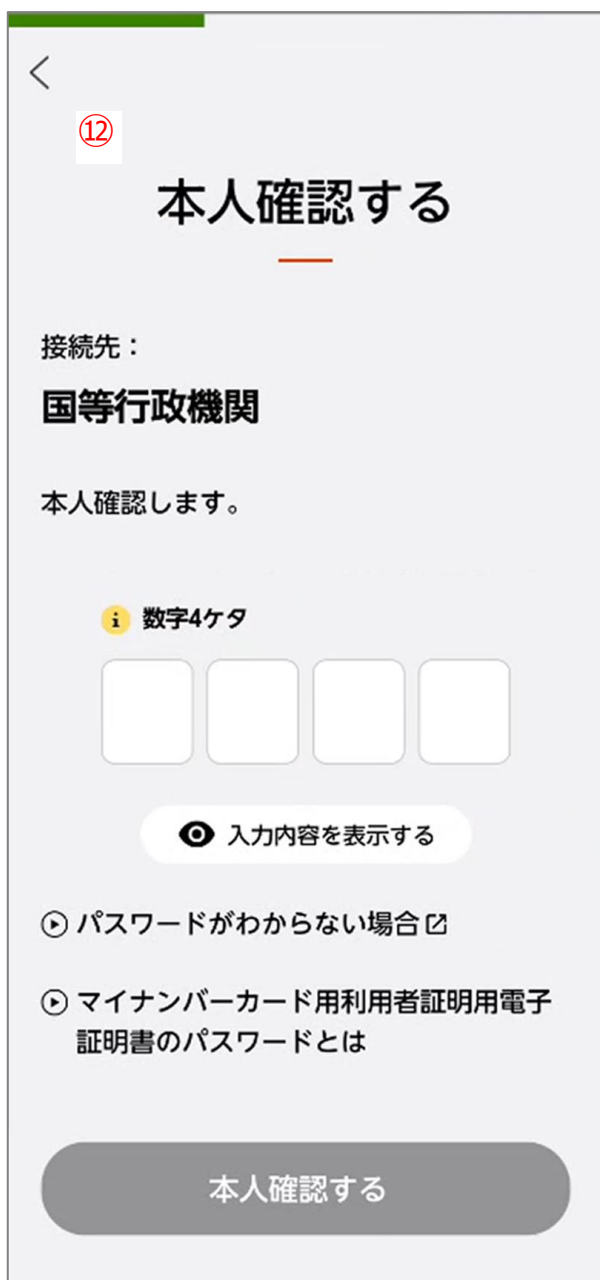 ⑫
本人確認する
接続先：
国等行政機関
本人確認します。
数字4ケタ
入力内容を表示する
パスワードがわからない場合
マイナンバーカード用利用者証明用電子
証明書のパスワードとは
本人確認する